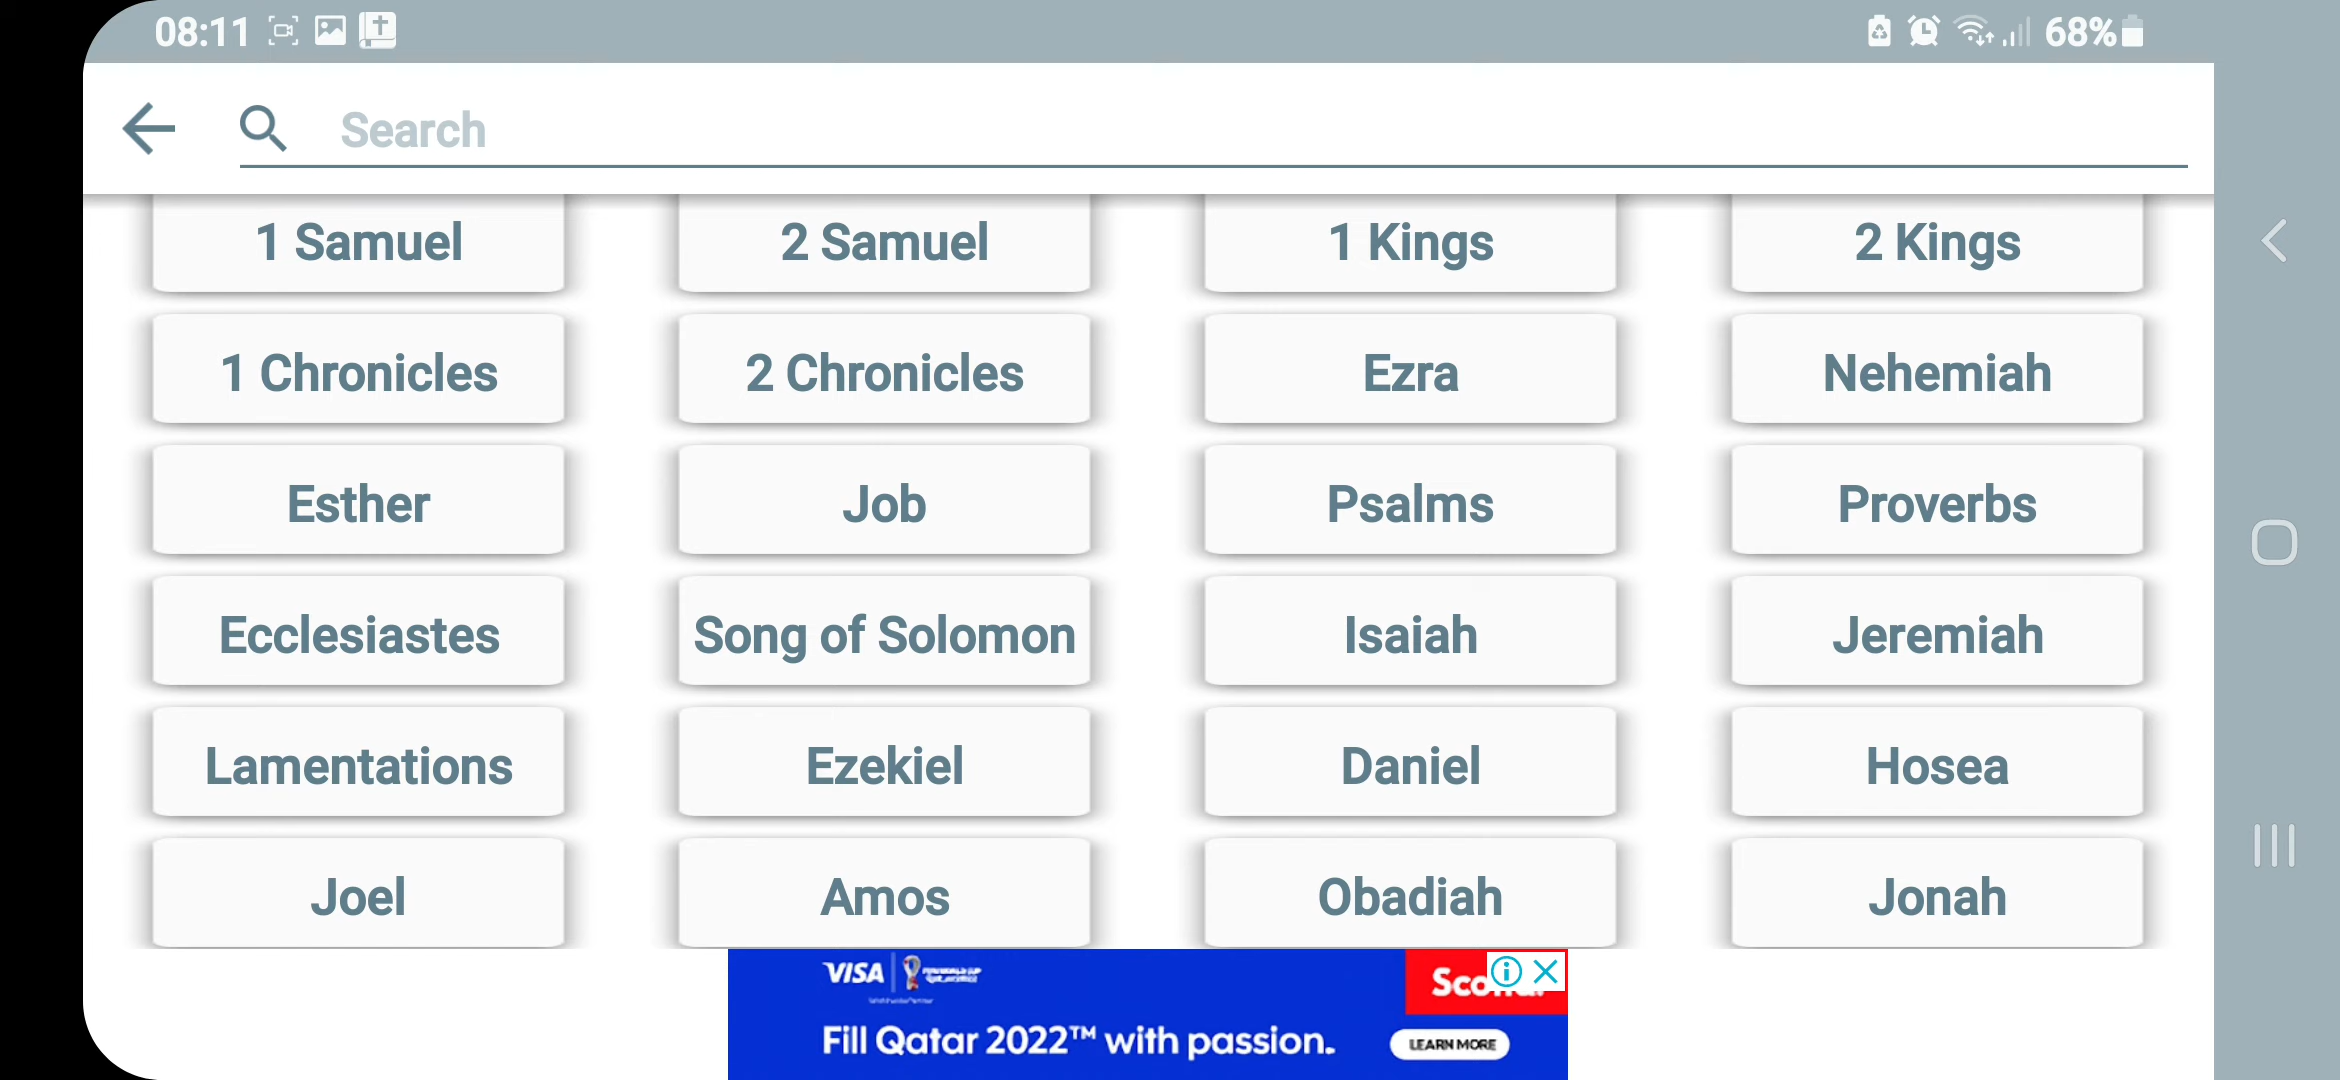 08:11
68%
Search
1 Samuel
2 Samuel
1 Kings
2 Kings
1 Chronicles
2 Chronicles
Ezra
Nehemiah
Esther
Job
Psalms
Proverbs
Ecclesiastes
Song of Solomon
Isaiah
Jeremiah
Lamentations
Ezekiel
Daniel
Hosea
Joel
Amos
Obadiah
Jonah
VISA
Fill Qatar 2022™ with passion.
LEARN MORE